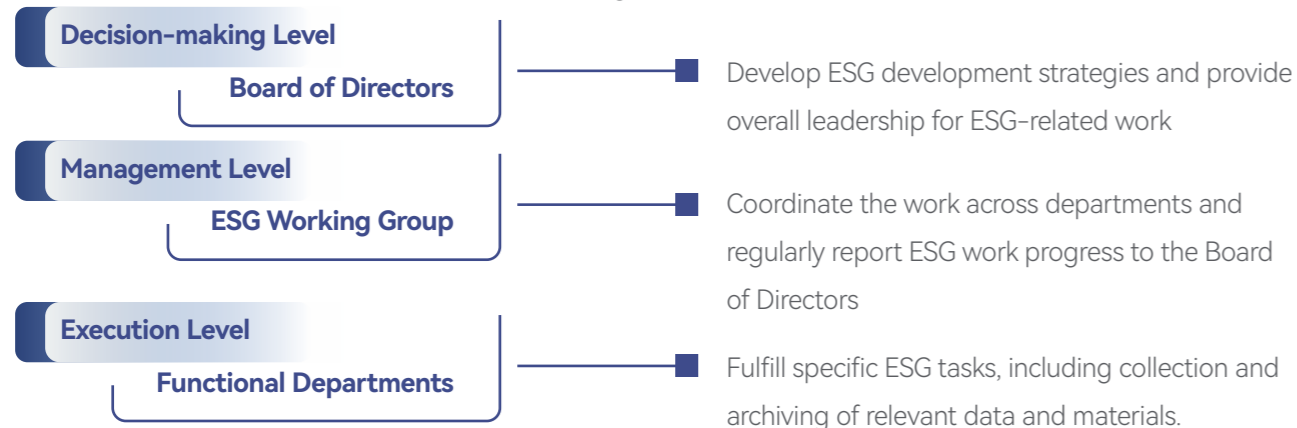 Decision-making Level
Board of Directors
Develop ESG development strategies and provide
overall leadership for ESG-related work
Management Level
ESG Working Group
Coordinate the work across departments and
regularly report ESG work progress to the Board
of Directors
Execution Level
Functional Departments
Fulfill specific ESG tasks, including collection and
archiving of relevant data and materials.